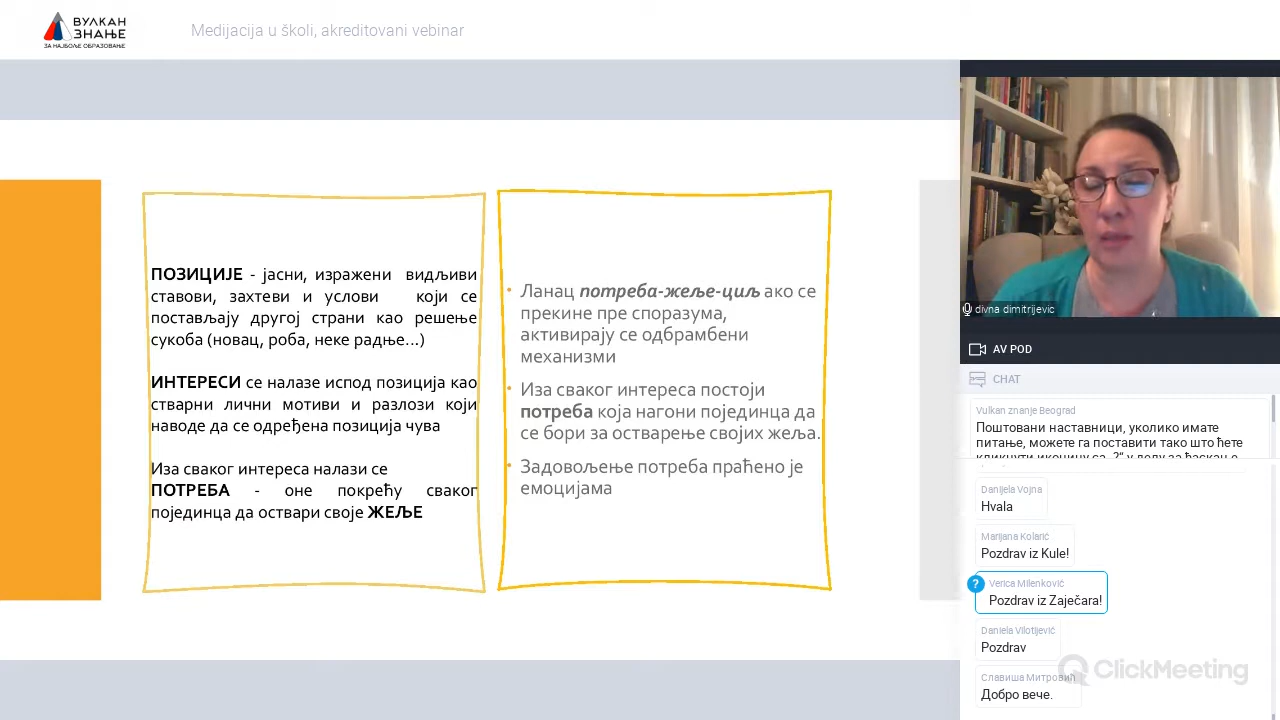 ВУЛКАН
ЗНАЊЕ
ЗА НАЈБОЉЕ ОБРАЗОВАЊЕ
Medijacija u školi, akreditovani vebinar
ПОЗИЦИЈЕ - јасни, изражени видљиви
ставови, захтеви и услови који се
постављају другој страни као решење
сукоба (новац, роба, неке радње...)
ИНТЕРЕСИ се налазе испод позиција као
стварни лични мотиви и разлози који
наводе да се одређена позиција чува
Иза сваког интереса налази се
ПОТРЕБА - оне покрећу сваког
појединца да оствари своје ЖЕЉЕ
• Ланац потреба-жеље-циљ ако се
прекине пре споразума,
активирају се одбрамбени
механизми
• Иза сваког интереса постоји
потреба која нагони појединца да
се бори за остварење својих жеља.
• Задовољење потреба праћено је
емоцијама
divna dimitrijevic
AV POD
CHAT
Vulkan znanje Beograd
Поштовани наставници, уколико имате
питање, можете га поставити тако што ћете
кликнути иконицу са „?“ у делу за ћаскање
Danijela Vojna
Hvala
Marijana Kolarić
Pozdrav iz Kule!
?
Verica Milenković
Pozdrav iz Zaječara!
Daniela Vilotijević
Pozdrav
Славиша Митровић
Добро вече.
ClickMeeting